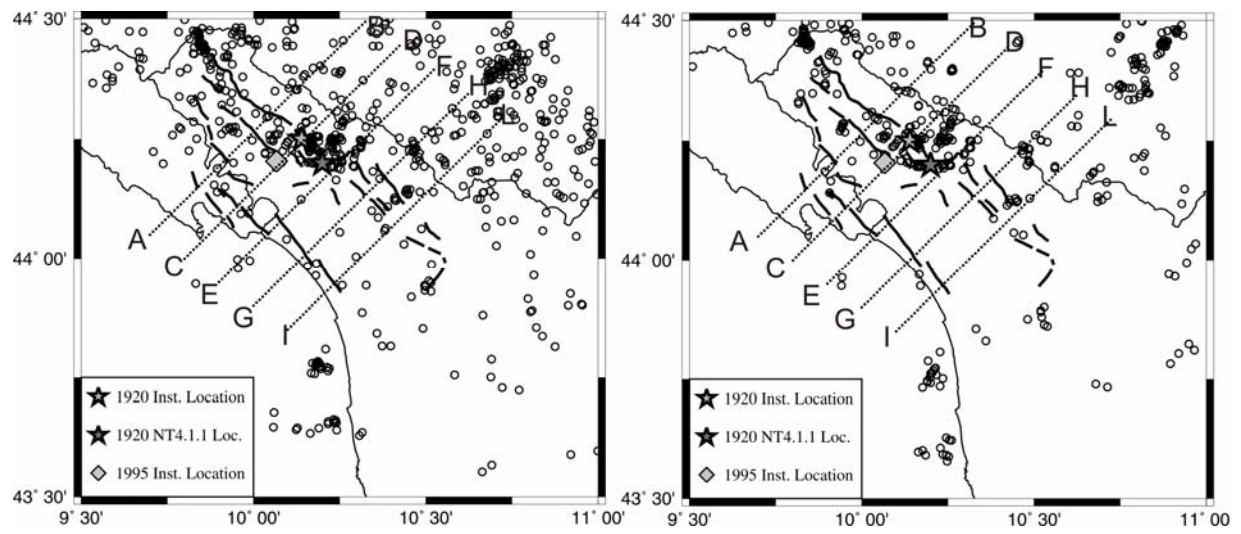 44° 30'
B
D
F
H
L
A
C
E
G
I
44° 00'
43° 30'
9° 30'
10° 00'
10° 30'
11° 00'
1920 Inst. Location
1920 NT4.1.1 Loc.
1995 Inst. Location
44° 30'
B
D
F
H
L
A
C
E
G
I
44° 00'
43° 30'
9° 30'
10° 00'
10° 30'
11° 00'
1920 Inst. Location
1920 NT4.1.1 Loc.
1995 Inst. Location